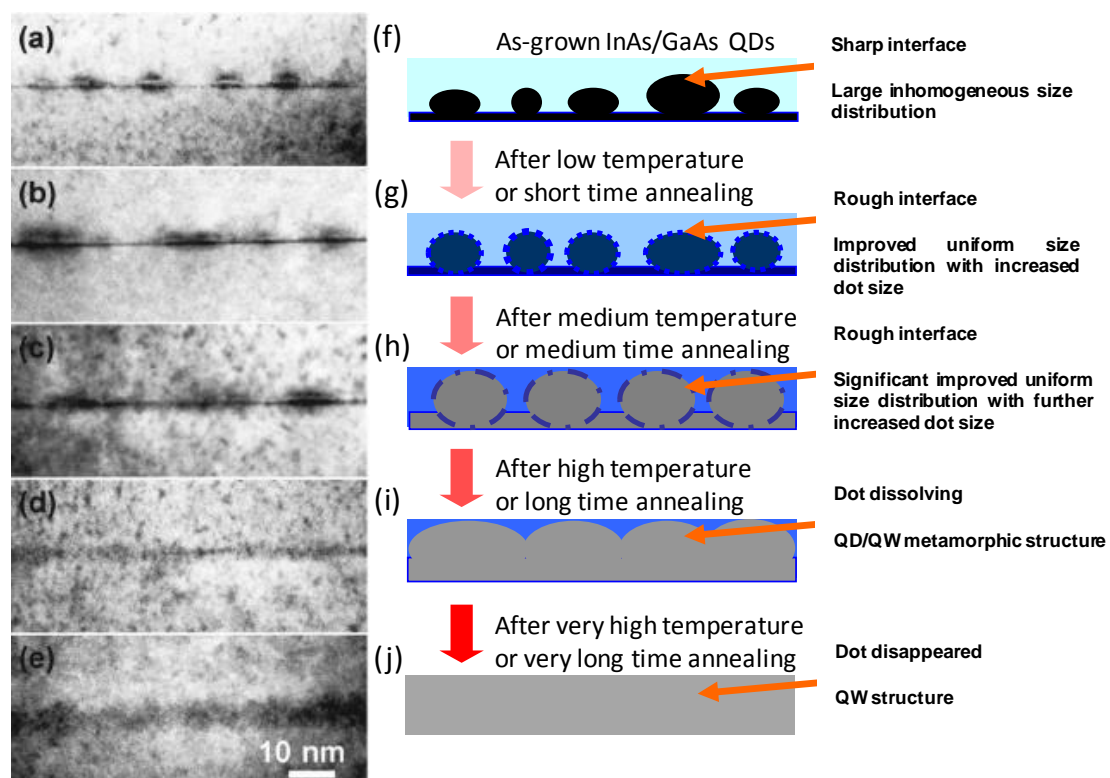 (a)
(b)
(c)
(d)
(e)
10 nm
(f)
As-grown InAs/GaAs QDs
Sharp interface
Large inhomogeneous size
distribution
After low temperature
or short time annealing
(g)
Rough interface
Improved uniform size
distribution with increased
dot size
After medium temperature
or medium time annealing
(h)
Rough interface
Significant improved uniform
size distribution with further
increased dot size
After high temperature
or long time annealing
(i)
Dot dissolving
QD/QW metamorphic structure
After very high temperature
or very long time annealing
(j)
Dot disappeared
QW structure